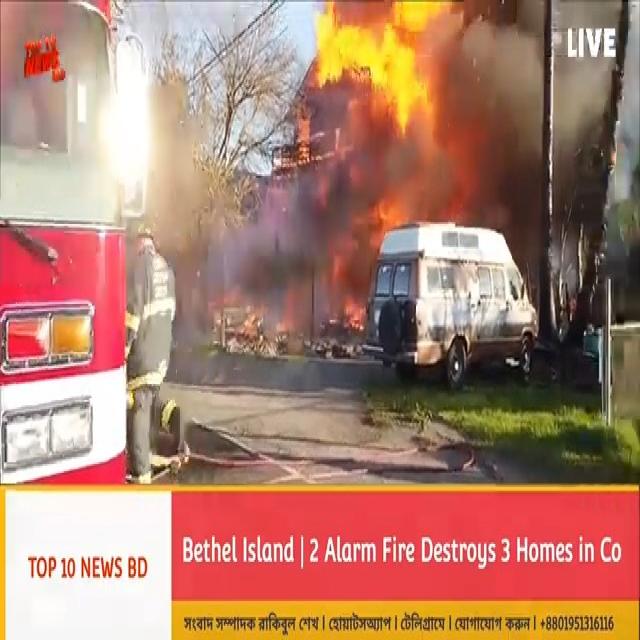 TOP 10
NEWS BD
LIVE
TOP 10 NEWS BD
Bethel Island | 2 Alarm Fire Destroys 3 Homes in Co
সংবাদ সম্পাদক রাকিবুল শেখ | হোয়াটসঅ্যাপ | টেলিগ্রামে | যোগাযোগ করুন | +8801951316116